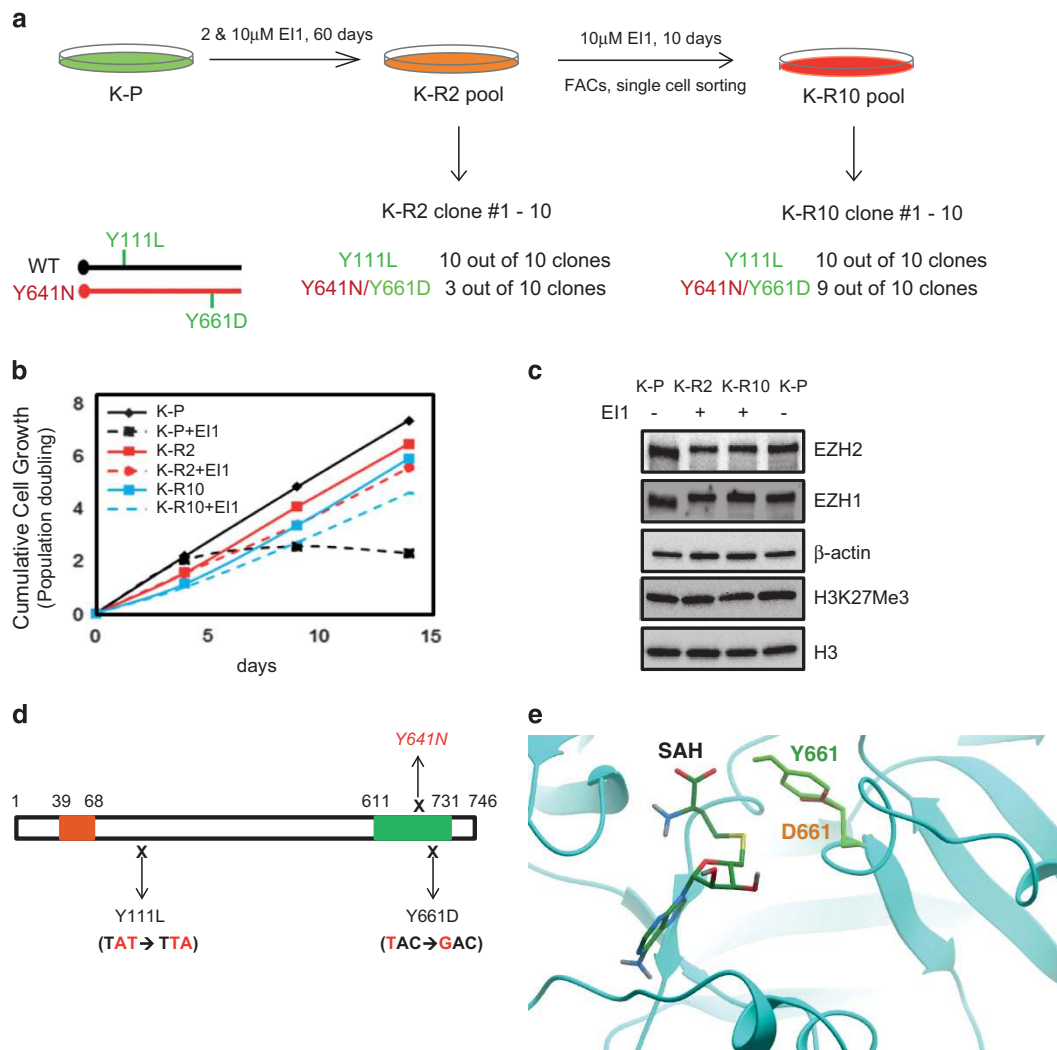 a
2 & 10μM EI1, 60 days
10μM EI1, 10 days
FACs, single cell sorting
K-P
K-R2 pool
K-R10 pool
K-R2 clone #1 - 10
K-R10 clone #1 - 10
Y111L
WT
Y641N
Y661D
Y111L 10 out of 10 clones
Y641N/Y661D 3 out of 10 clones
Y111L 10 out of 10 clones
Y641N/Y661D 9 out of 10 clones
b
Cumulative Cell Growth
(Population doubling)
8
6
4
2
0
K-P
K-P+EI1
K-R2
K-R2+EI1
K-R10
K-R10+EI1
0 5 10 15
days
c
K-P K-R2 K-R10 K-P
EI1 - + + -
EZH2
EZH1
β-actin
H3K27Me3
H3
d
Y641N
1 39 68 611 731 746
X
X X
Y111L Y661D
(TAT→TTA) (TAC→GAC)
e
SAH
Y661
D661